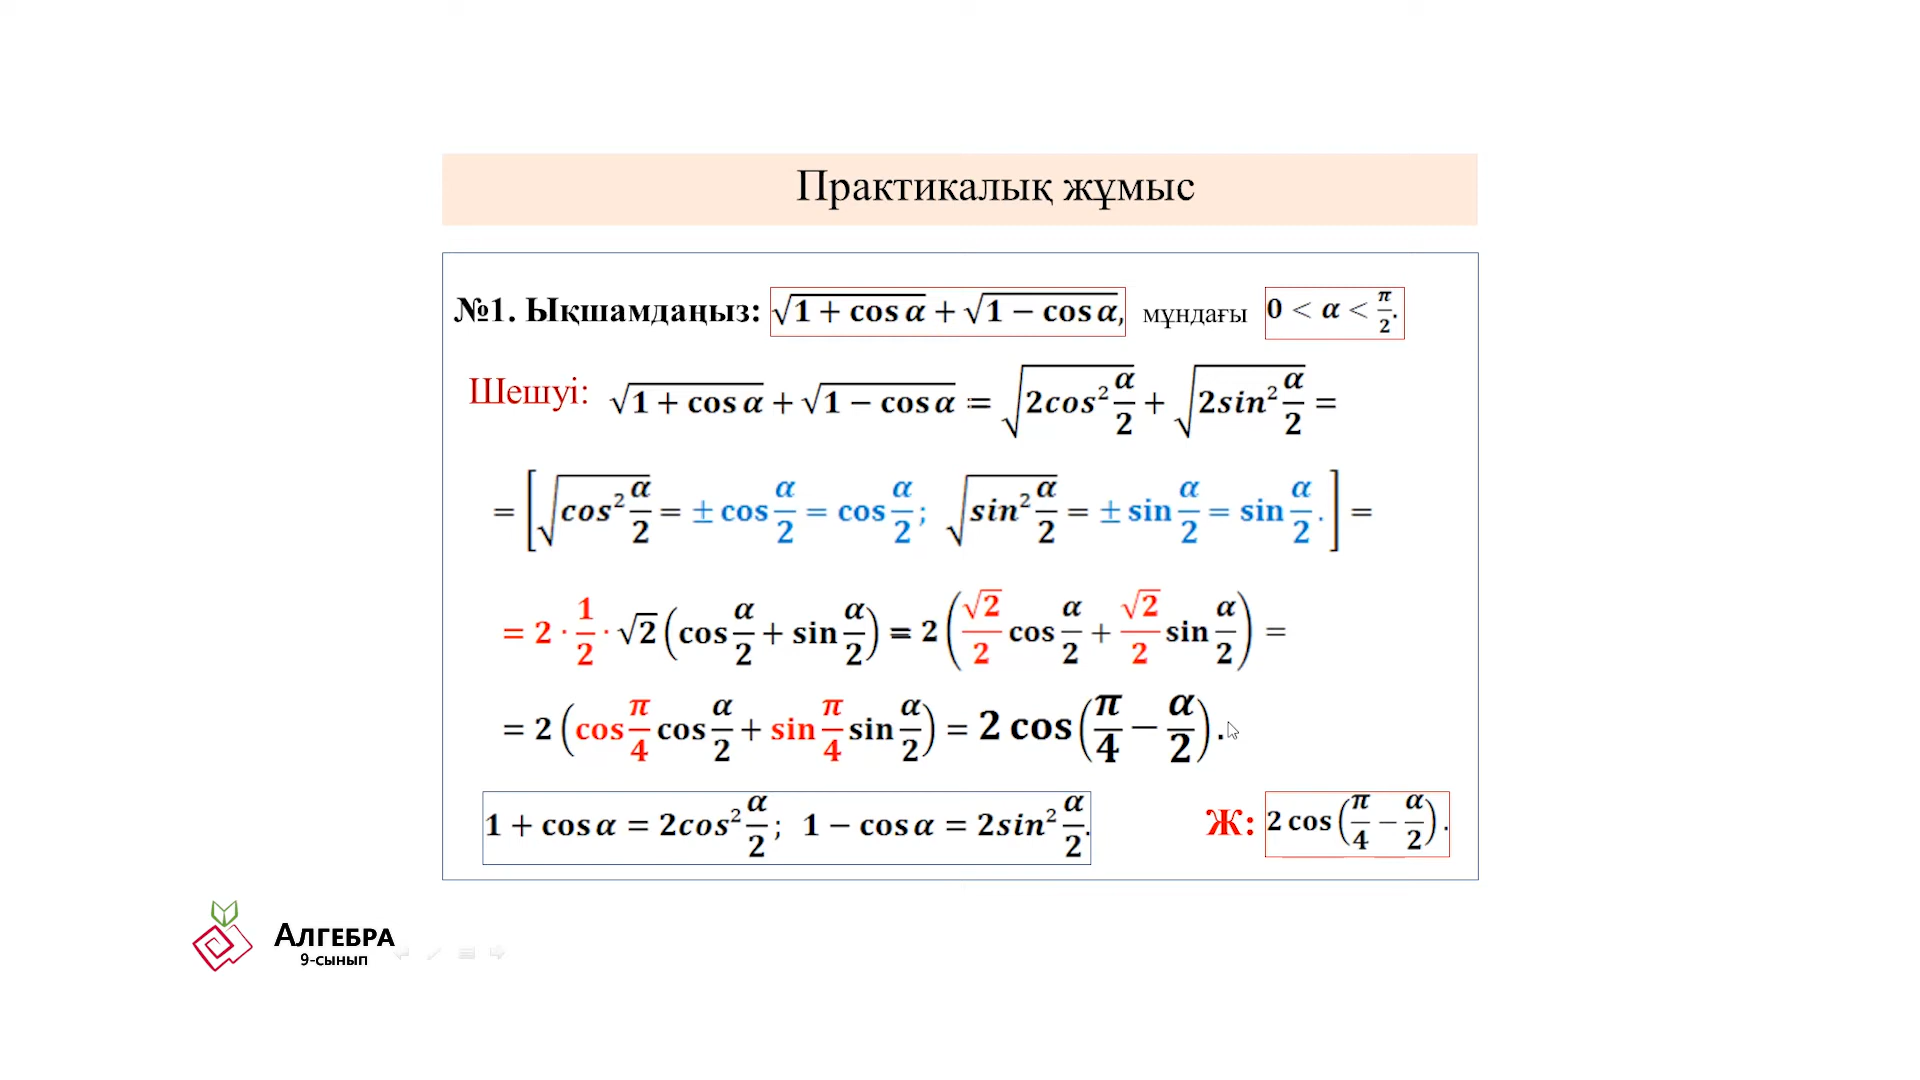 Практикалық жұмыс
№1. Ықшамдаңыз: √(1 + cos α) + √(1 − cos α), мұндағы 0 < α < π/2.
Шешуі: √(1 + cos α) + √(1 − cos α) = √(2cos² α/2) + √(2sin² α/2) =
= [√(cos² α/2) = ± cos α/2 = cos α/2; √(sin² α/2) = ± sin α/2 = sin α/2.] =
= 2 · 1/2 · √2 (cos α/2 + sin α/2) = 2 (√2/2 cos α/2 + √2/2 sin α/2) =
= 2 (cos π/4 cos α/2 + sin π/4 sin α/2) = 2 cos (π/4 − α/2).
1 + cos α = 2cos² α/2; 1 − cos α = 2sin² α/2.
Ж: 2 cos (π/4 − α/2).
АЛГЕБРА
9-сынып